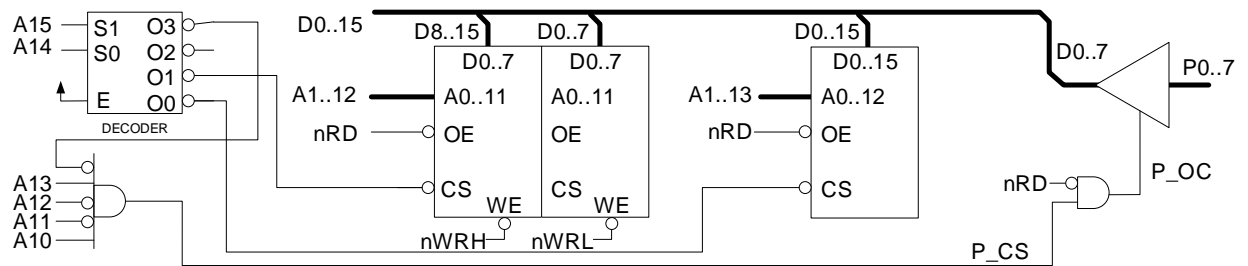 A15
A14
S1
S0
E
O3
O2
O1
O0
DECODER
A13
A12
A11
A10
D0..15
D8..15
D0..7
D0..7
D0..7
A1..12
A0..11
A0..11
nRD
OE
OE
CS
CS
WE
WE
nWRH
nWRL
D0..15
D0..15
A1..13
A0..12
nRD
OE
CS
D0..7
P0..7
nRD
P_OC
P_CS